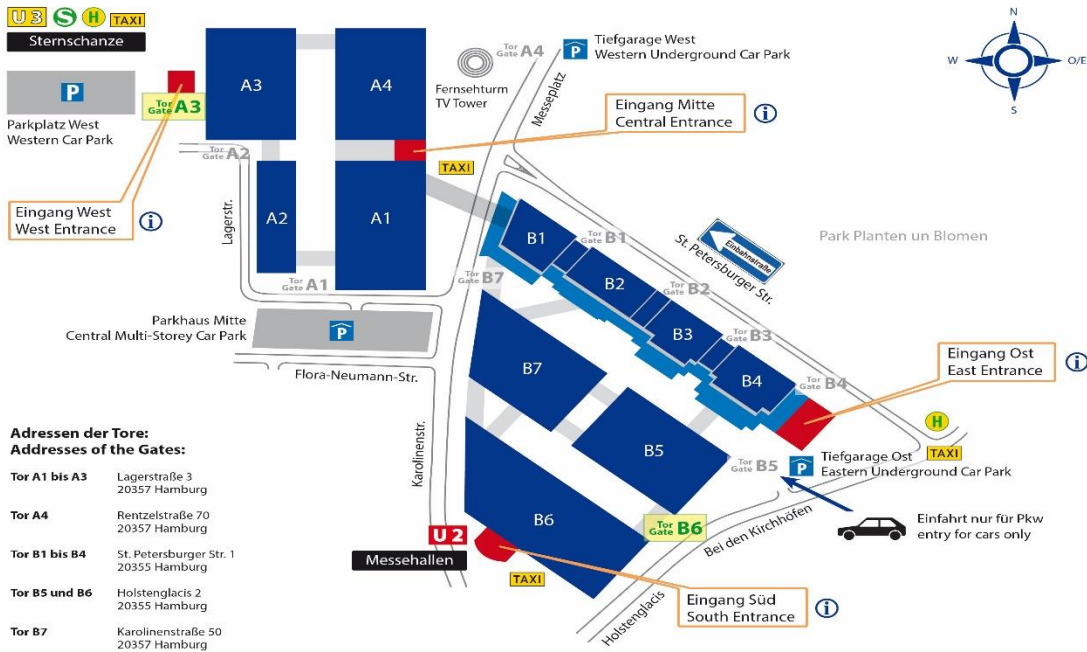 U3 S H TAXI
Sternschanze
P
Parkplatz West
Western Car Park
Tor
Gate A3
A3
A4
Fernsehturm
TV Tower
Tor
Gate A4
P
Tiefgarage West
Western Underground Car Park
Messeplatz
N
W
O/E
S
Eingang Mitte
Central Entrance
i
Tor
Gate A2
TAXI
Eingang West
West Entrance
i
Lagerstr.
A2
A1
B1
Tor
Gate B1
Einbahnstraße
St. Petersburger Str.
Park Planten un Blomen
Tor
Gate A1
Tor
Gate B7
B2
Tor
Gate B2
Parkhaus Mitte
Central Multi-Storey Car Park
P
B3
Tor
Gate B3
Flora-Neumann-Str.
B7
B4
Tor
Gate B4
Eingang Ost
East Entrance
i
H
TAXI
Karolinenstr.
B5
Tor
Gate B5
P
Tiefgarage Ost
Eastern Underground Car Park
B6
Tor
Gate B6
Bei den Kirchhöfen
Einfahrt nur für Pkw
entry for cars only
U2
Messehallen
TAXI
Holstenglacis
Eingang Süd
South Entrance
i
Adressen der Tore:
Addresses of the Gates:
Tor A1 bis A3 Lagerstraße 3
20357 Hamburg
Tor A4 Rentzelstraße 70
20357 Hamburg
Tor B1 bis B4 St. Petersburger Str. 1
20355 Hamburg
Tor B5 und B6 Holstenglacis 2
20355 Hamburg
Tor B7 Karolinenstraße 50
20357 Hamburg